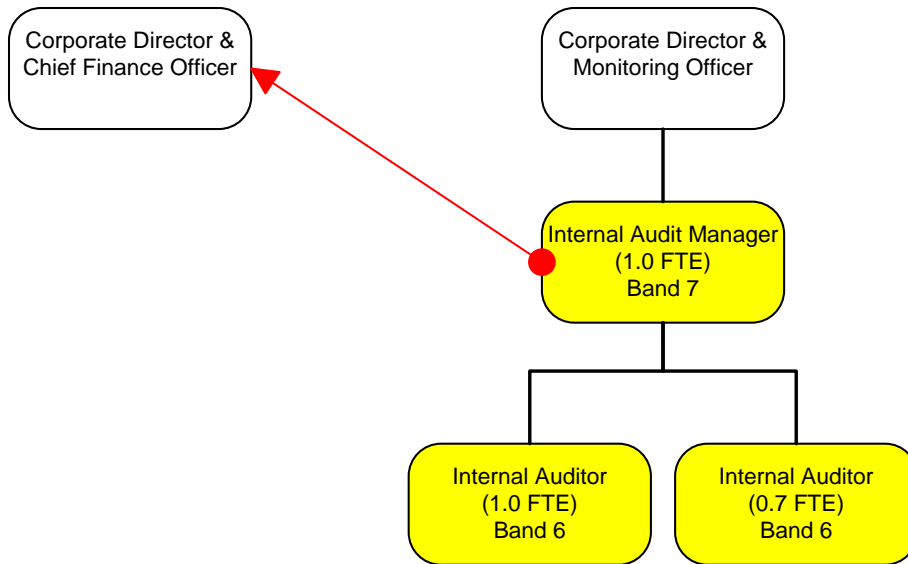 Corporate Director &
Chief Finance Officer
Corporate Director &
Monitoring Officer
Internal Audit Manager
(1.0 FTE)
Band 7
Internal Auditor
(1.0 FTE)
Band 6
Internal Auditor
(0.7 FTE)
Band 6